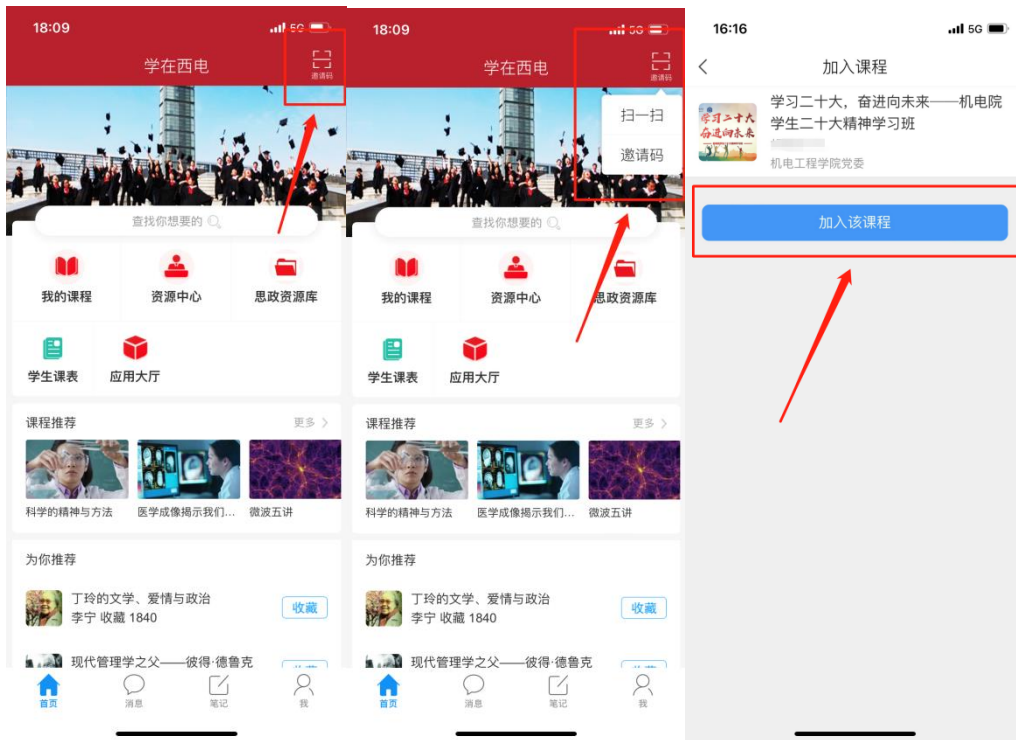 18:09
5G
学在西电
邀请码
查找你想要的
我的课程
资源中心
思政资源库
学生课表
应用大厅
课程推荐
更多 >
科学的精神与方法
医学成像揭示我们...
微波五讲
为你推荐
丁玲的文学、爱情与政治
李宁 收藏 1840
收藏
现代管理学之父——彼得·德鲁克
首页
消息
笔记
我
18:09
5G
学在西电
邀请码
扫一扫
邀请码
查找你想要的
我的课程
资源中心
思政资源库
学生课表
应用大厅
课程推荐
更多 >
科学的精神与方法
医学成像揭示我们...
微波五讲
为你推荐
丁玲的文学、爱情与政治
李宁 收藏 1840
收藏
现代管理学之父——彼得·德鲁克
首页
消息
笔记
我
16:16
5G
加入课程
学习二十大
奋进向未来
学习二十大，奋进向未来——机电院
学生二十大精神学习班
机电工程学院党委
加入该课程